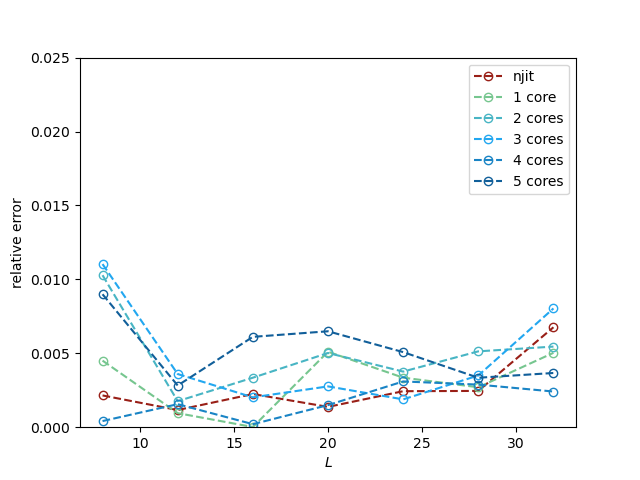 0.025
0.020
0.015
0.010
0.005
0.000
relative error
10
15
20
25
30
L
njit
1 core
2 cores
3 cores
4 cores
5 cores